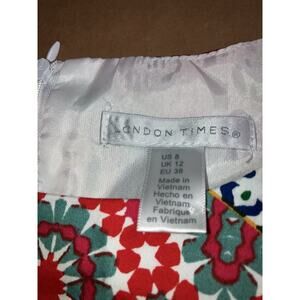 LONDON TIMES®
US 8
UK 12
EU 38
Made in
Vietnam
Hecho en
Vietnam
Fabriqué
en Vietnam